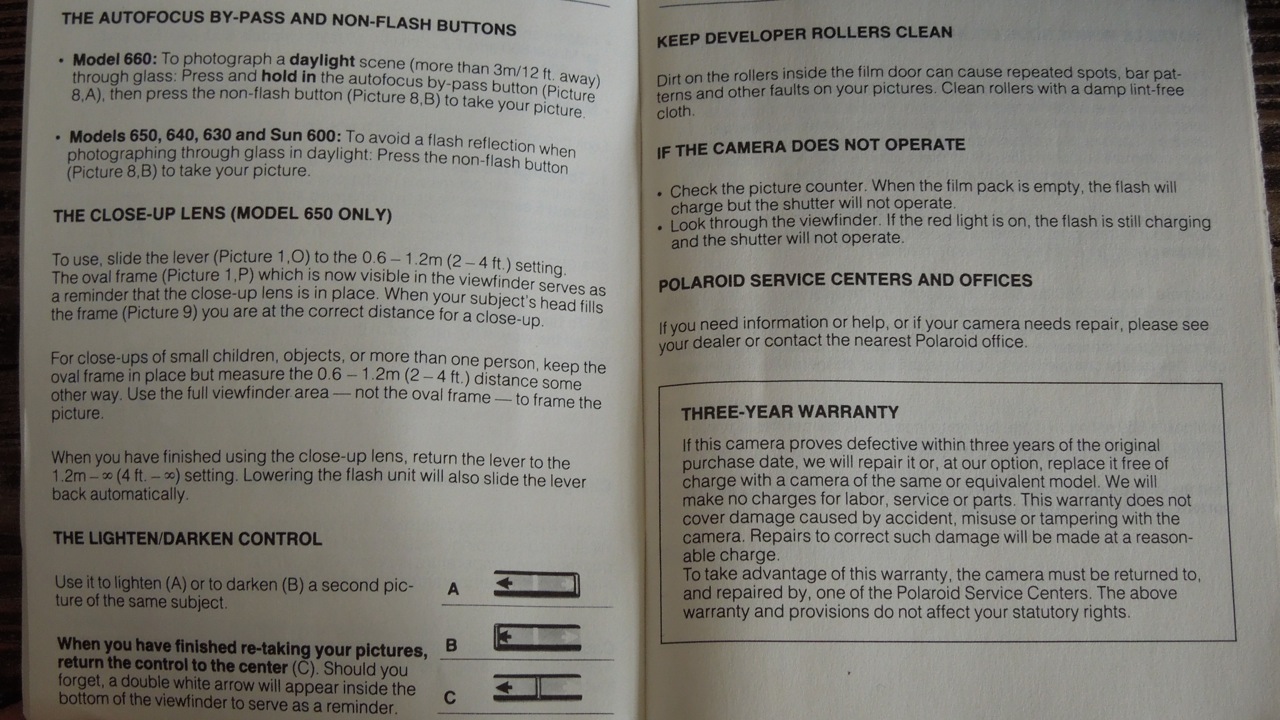 THE AUTOFOCUS BY-PASS AND NON-FLASH BUTTONS
• Model 660: To photograph a daylight scene (more than 3m/12 ft. away)
through glass: Press and hold in the autofocus by-pass button (Picture
8,A), then press the non-flash button (Picture 8,B) to take your picture.
• Models 650, 640, 630 and Sun 600: To avoid a flash reflection when
photographing through glass in daylight: Press the non-flash button
(Picture 8,B) to take your picture.
THE CLOSE-UP LENS (MODEL 650 ONLY)
To use, slide the lever (Picture 1,O) to the 0.6 – 1.2m (2 – 4 ft.) setting.
The oval frame (Picture 1,P) which is now visible in the viewfinder serves as
a reminder that the close-up lens is in place. When your subject's head fills
the frame (Picture 9) you are at the correct distance for a close-up.
For close-ups of small children, objects, or more than one person, keep the
oval frame in place but measure the 0.6 – 1.2m (2 – 4 ft.) distance some
other way. Use the full viewfinder area — not the oval frame — to frame the
picture.
When you have finished using the close-up lens, return the lever to the
1.2m – ∞ (4 ft. – ∞) setting. Lowering the flash unit will also slide the lever
back automatically.
THE LIGHTEN/DARKEN CONTROL
Use it to lighten (A) or to darken (B) a second pic-
ture of the same subject.
When you have finished re-taking your pictures,
return the control to the center (C). Should you
forget, a double white arrow will appear inside the
bottom of the viewfinder to serve as a reminder.
A
B
C
KEEP DEVELOPER ROLLERS CLEAN
Dirt on the rollers inside the film door can cause repeated spots, bar pat-
terns and other faults on your pictures. Clean rollers with a damp lint-free
cloth.
IF THE CAMERA DOES NOT OPERATE
• Check the picture counter. When the film pack is empty, the flash will
charge but the shutter will not operate.
• Look through the viewfinder. If the red light is on, the flash is still charging
and the shutter will not operate.
POLAROID SERVICE CENTERS AND OFFICES
If you need information or help, or if your camera needs repair, please see
your dealer or contact the nearest Polaroid office.
THREE-YEAR WARRANTY
If this camera proves defective within three years of the original
purchase date, we will repair it or, at our option, replace it free of
charge with a camera of the same or equivalent model. We will
make no charges for labor, service or parts. This warranty does not
cover damage caused by accident, misuse or tampering with the
camera. Repairs to correct such damage will be made at a reason-
able charge.
To take advantage of this warranty, the camera must be returned to,
and repaired by, one of the Polaroid Service Centers. The above
warranty and provisions do not affect your statutory rights.